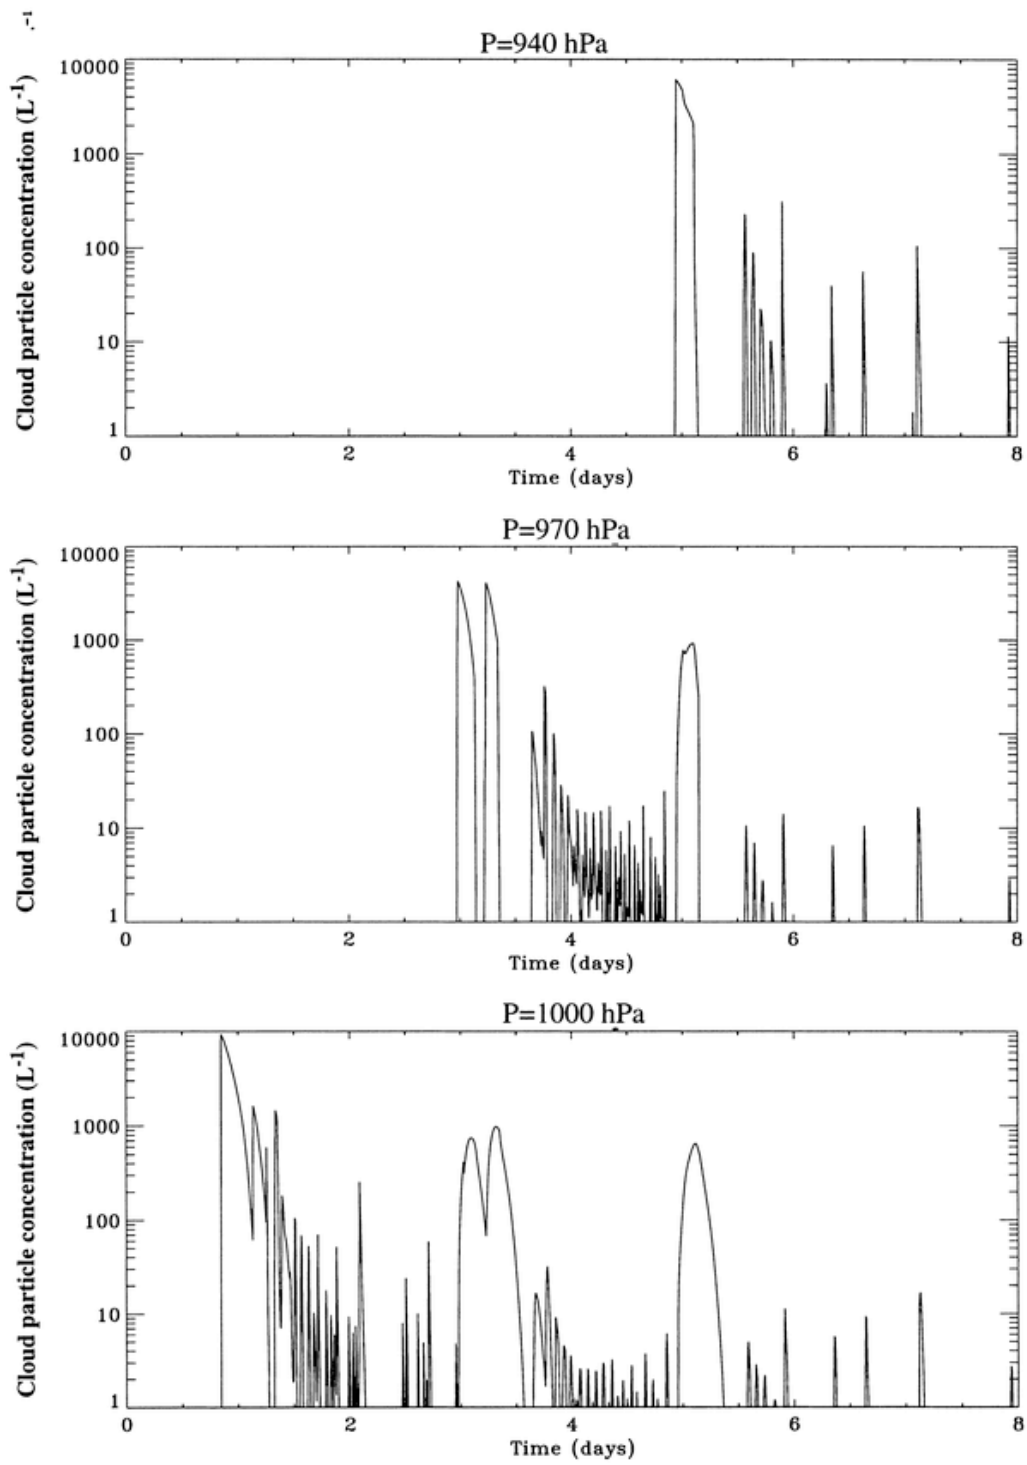 .-1
P=940 hPa
Cloud particle concentration (L-1)
10000
1000
100
10
1
0 2 4 6 8
Time (days)
P=970 hPa
Cloud particle concentration (L-1)
10000
1000
100
10
1
0 2 4 6 8
Time (days)
P=1000 hPa
Cloud particle concentration (L-1)
10000
1000
100
10
1
0 2 4 6 8
Time (days)